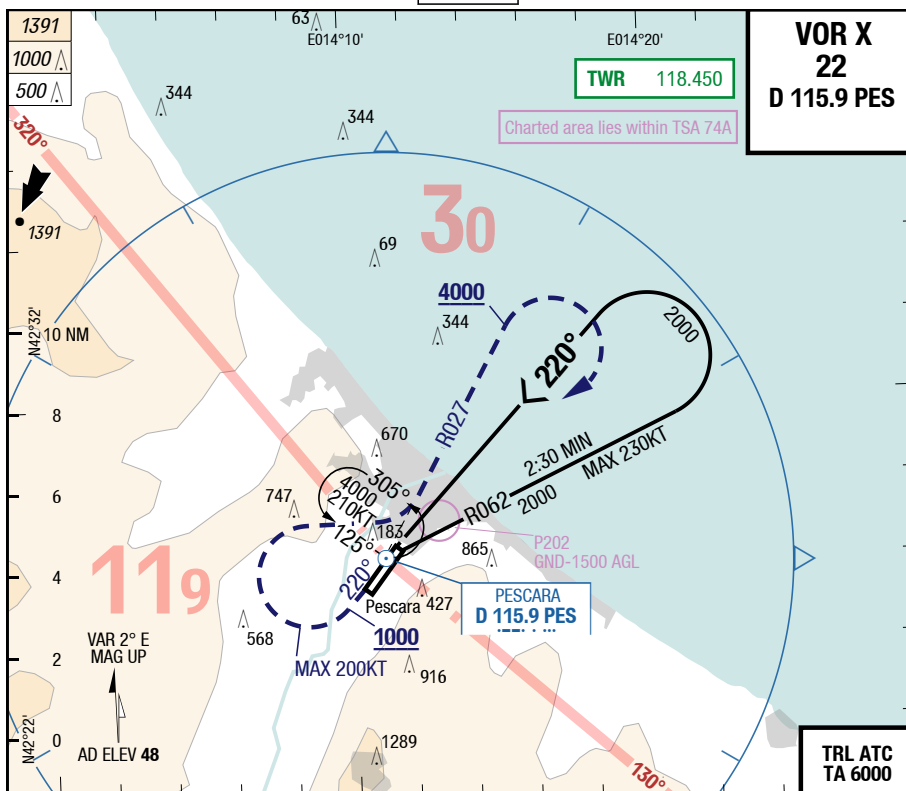 1391
1000
500
63
E014°10'
E014°20'
VOR X
22
D 115.9 PES
TWR 118.450
Charted area lies within TSA 74A
344
344
320°
1391
30
69
4000
344
2000
220°
N42°32'
10 NM
R027
8
670
2:30 MIN
MAX 230KT
305°
4000
210KT
6
747
R062
2000
183
125°
P202
GND-1500 AGL
865
119
4
220°
PESCARA
D 115.9 PES
Pescara
427
568
1000
VAR 2° E
MAG UP
2
MAX 200KT
916
N42°22'
0
AD ELEV 48
1289
130°
TRL ATC
TA 6000